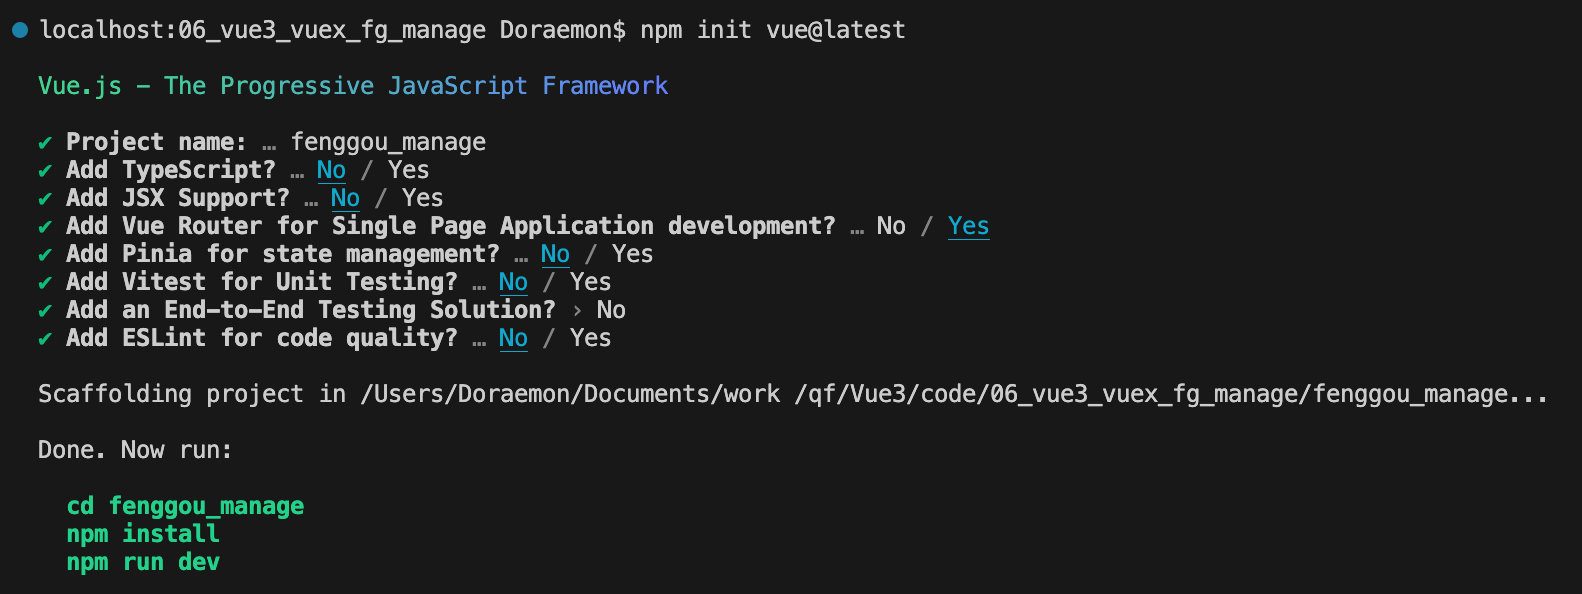 localhost:06_vue3_vuex_fg_manage Doraemon$ npm init vue@latest
Vue.js - The Progressive JavaScript Framework
✔ Project name: … fenggou_manage
✔ Add TypeScript? … No / Yes
✔ Add JSX Support? … No / Yes
✔ Add Vue Router for Single Page Application development? … No / Yes
✔ Add Pinia for state management? … No / Yes
✔ Add Vitest for Unit Testing? … No / Yes
✔ Add an End-to-End Testing Solution? › No
✔ Add ESLint for code quality? … No / Yes
Scaffolding project in /Users/Doraemon/Documents/work /qf/Vue3/code/06_vue3_vuex_fg_manage/fenggou_manage...
Done. Now run:
cd fenggou_manage
npm install
npm run dev